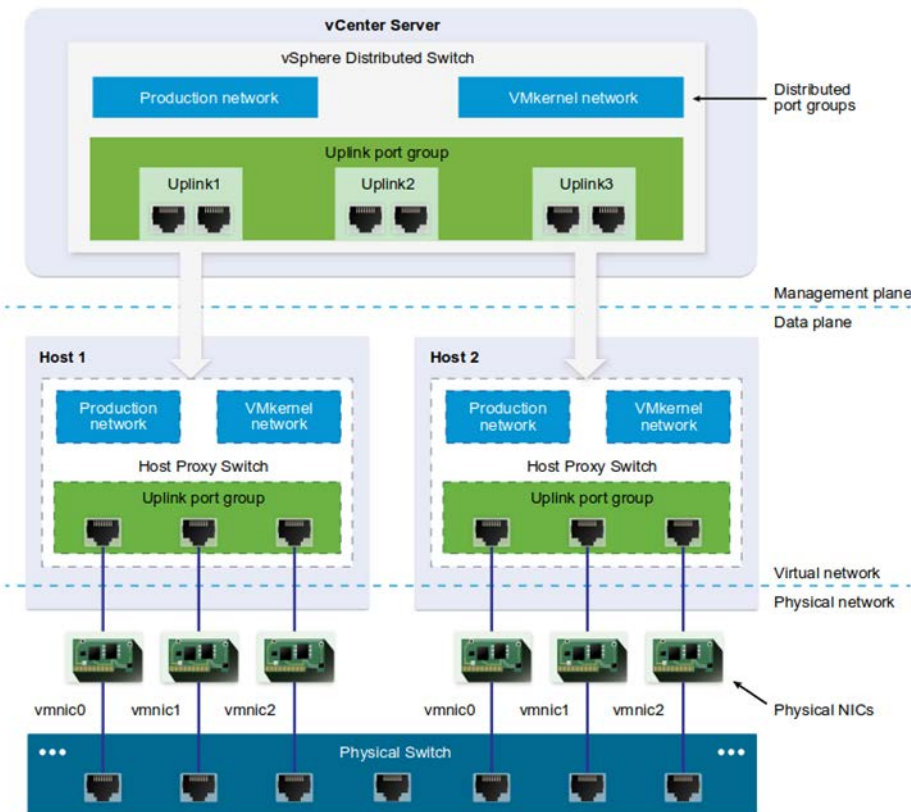 vCenter Server
vSphere Distributed Switch
Production network
VMkernel network
Distributed
port groups
Uplink port group
Uplink1
Uplink2
Uplink3
Management plane
Data plane
Host 1
Production
network
VMkernel
network
Host Proxy Switch
Uplink port group
Host 2
Production
network
VMkernel
network
Host Proxy Switch
Uplink port group
Virtual network
Physical network
vmnic0
vmnic1
vmnic2
vmnic0
vmnic1
vmnic2
Physical NICs
Physical Switch